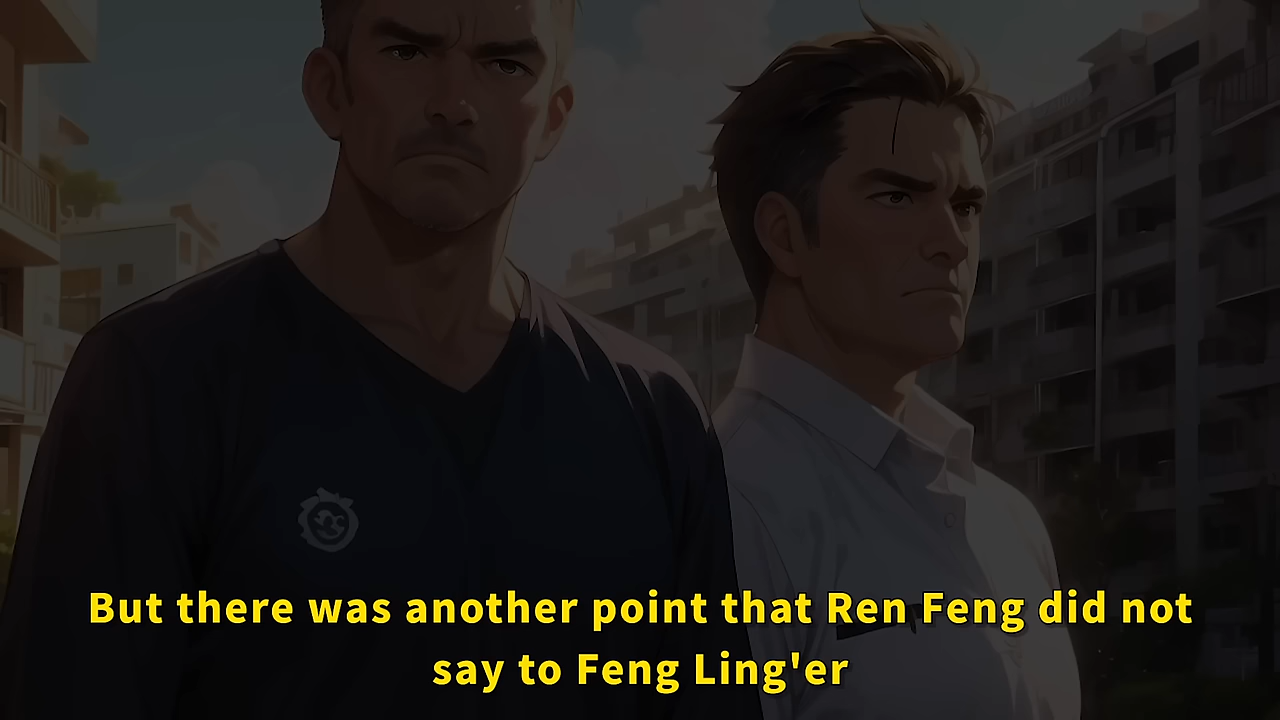 But there was another point that Ren Feng did not
say to Feng Ling'er